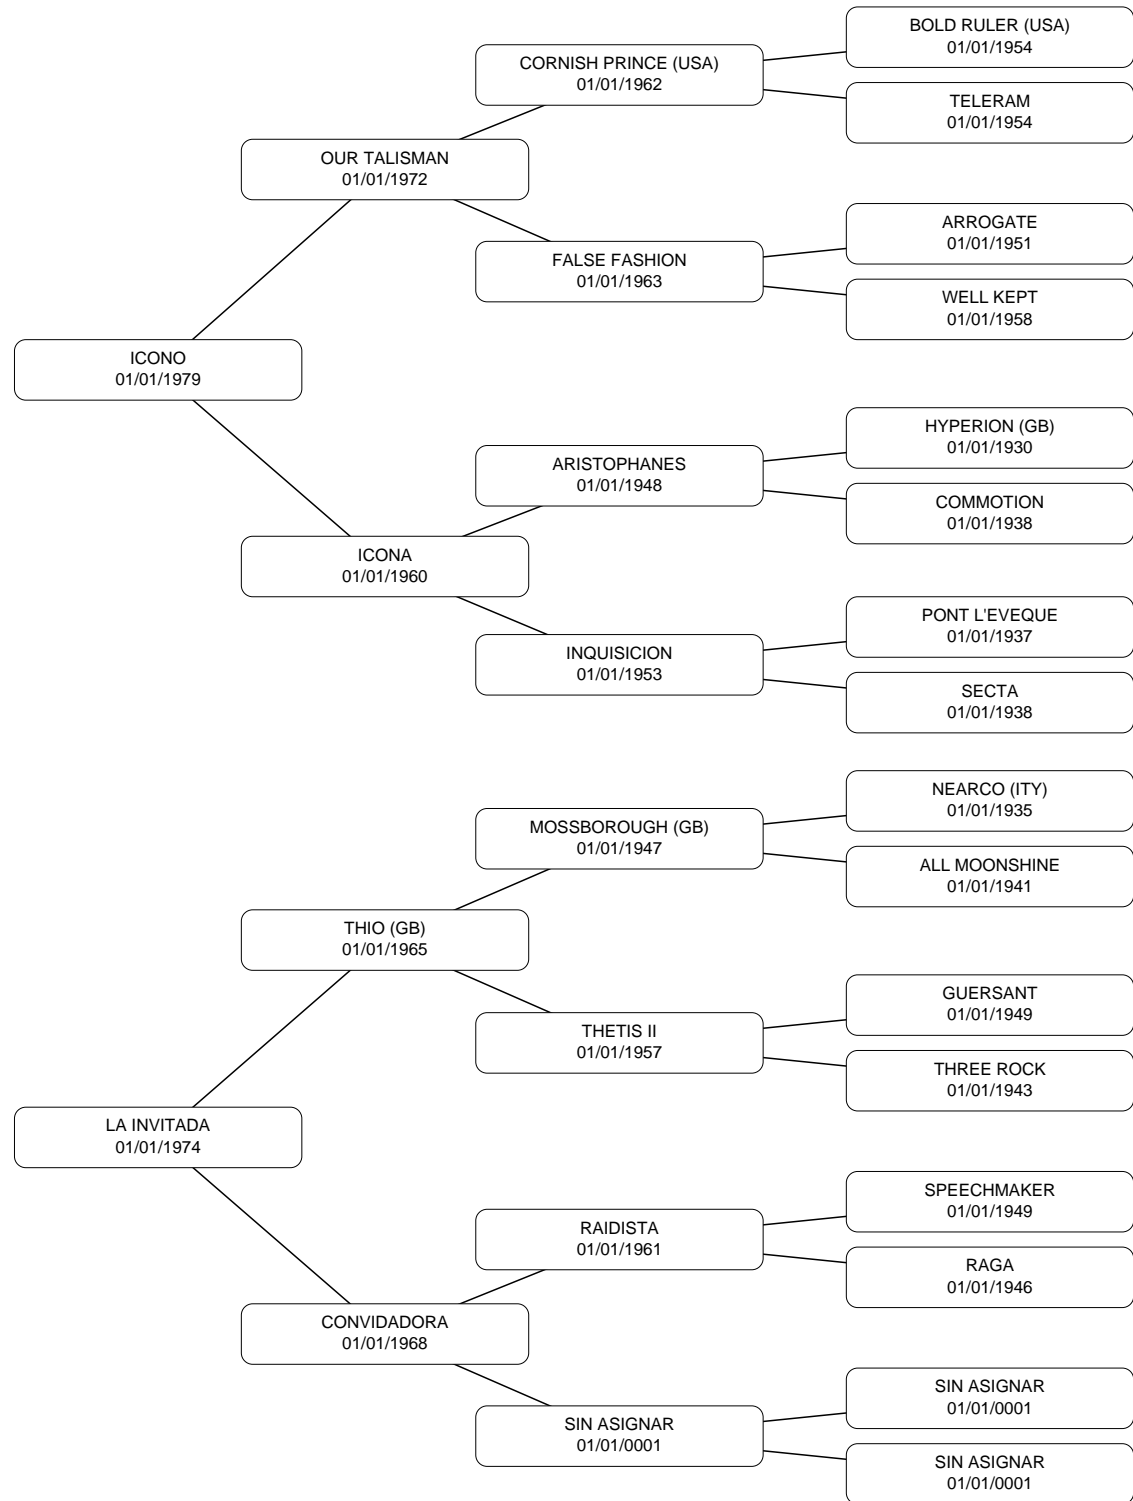 BOLD RULER (USA)
01/01/1954
CORNISH PRINCE (USA)
01/01/1962
TELERAM
01/01/1954
OUR TALISMAN
01/01/1972
ARROGATE
01/01/1951
FALSE FASHION
01/01/1963
WELL KEPT
01/01/1958
ICONO
01/01/1979
HYPERION (GB)
01/01/1930
ARISTOPHANES
01/01/1948
COMMOTION
01/01/1938
ICONA
01/01/1960
PONT L'EVEQUE
01/01/1937
INQUISICION
01/01/1953
SECTA
01/01/1938
NEARCO (ITY)
01/01/1935
MOSSBOROUGH (GB)
01/01/1947
ALL MOONSHINE
01/01/1941
THIO (GB)
01/01/1965
GUERSANT
01/01/1949
THETIS II
01/01/1957
THREE ROCK
01/01/1943
LA INVITADA
01/01/1974
SPEECHMAKER
01/01/1949
RAIDISTA
01/01/1961
RAGA
01/01/1946
CONVIDADORA
01/01/1968
SIN ASIGNAR
01/01/0001
SIN ASIGNAR
01/01/0001
SIN ASIGNAR
01/01/0001